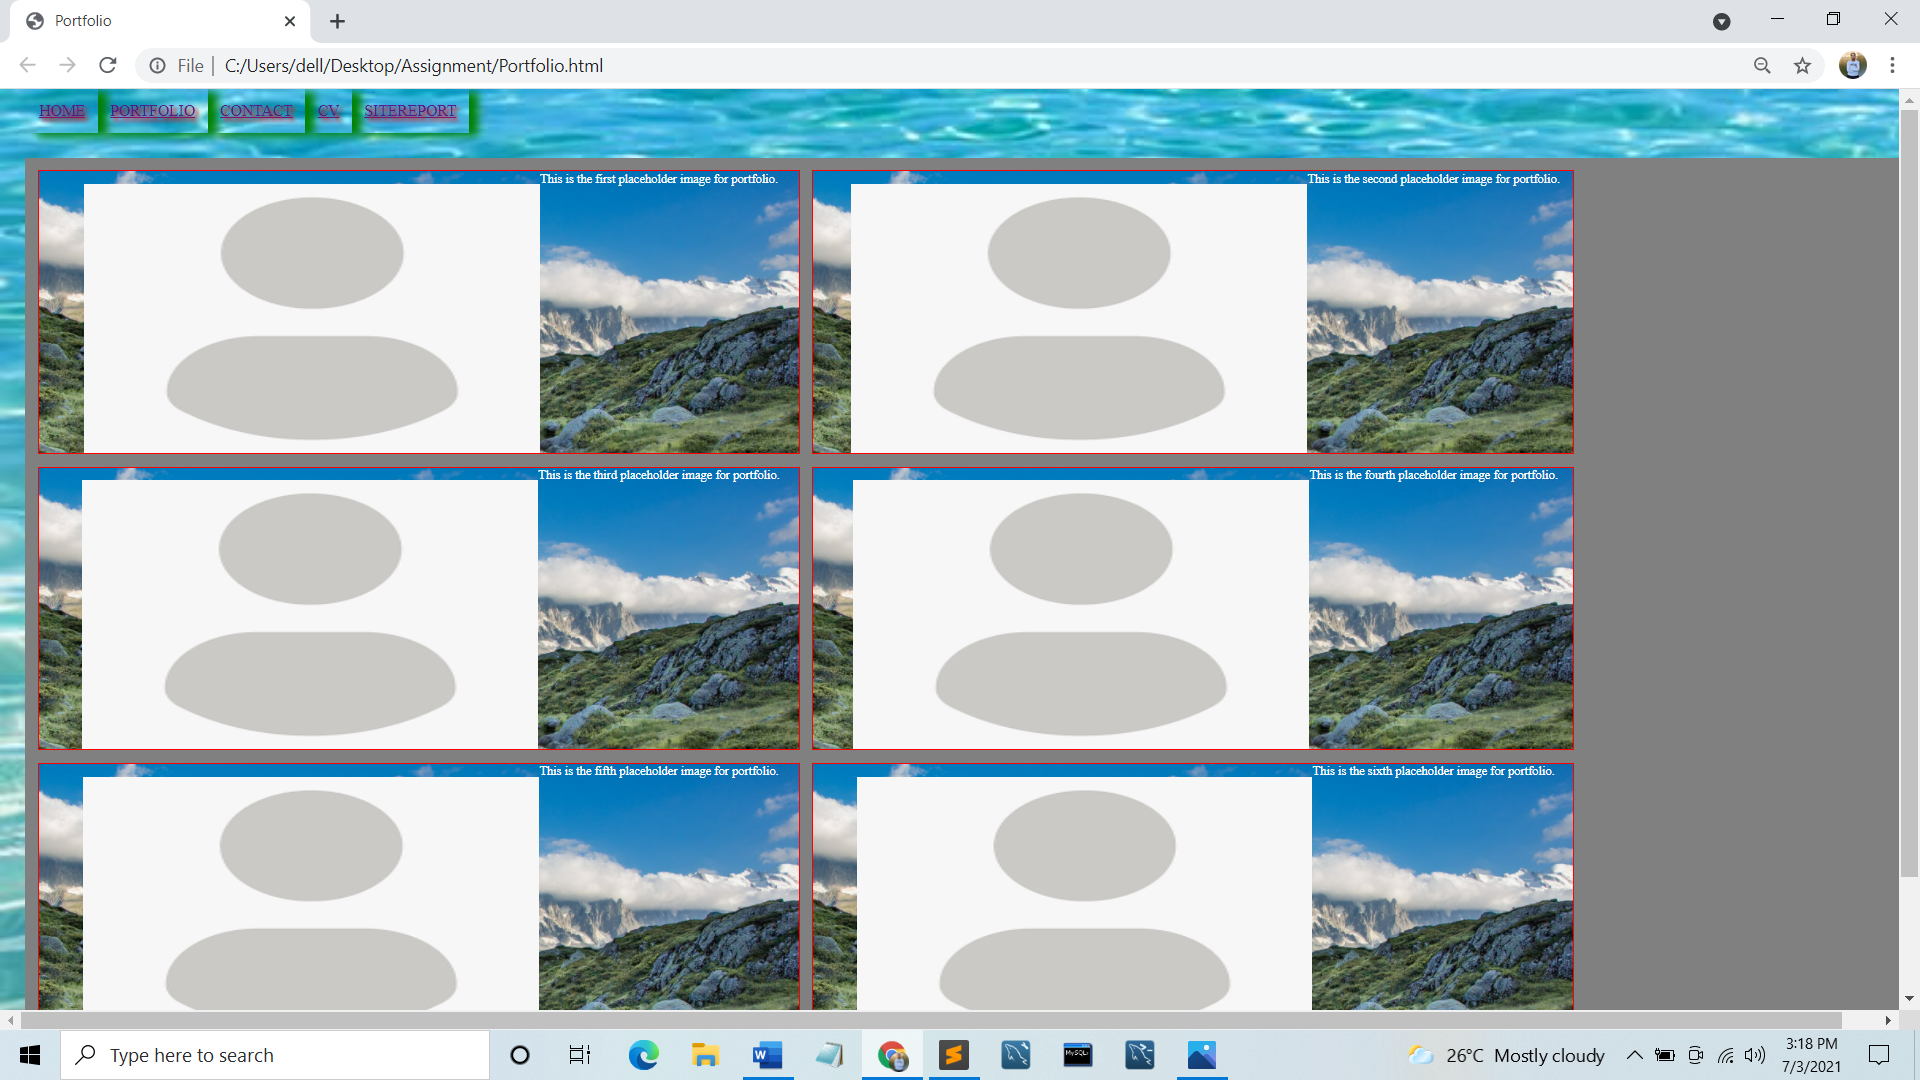 Portfolio
File
C:/Users/dell/Desktop/Assignment/Portfolio.html
HOME PORTFOLIO CONTACT CV SITEREPORT
This is the first placeholder image for portfolio.
This is the second placeholder image for portfolio.
This is the third placeholder image for portfolio.
This is the fourth placeholder image for portfolio.
This is the fifth placeholder image for portfolio.
This is the sixth placeholder image for portfolio.
Type here to search
W
MySQL
26°C Mostly cloudy
3:18 PM
7/3/2021